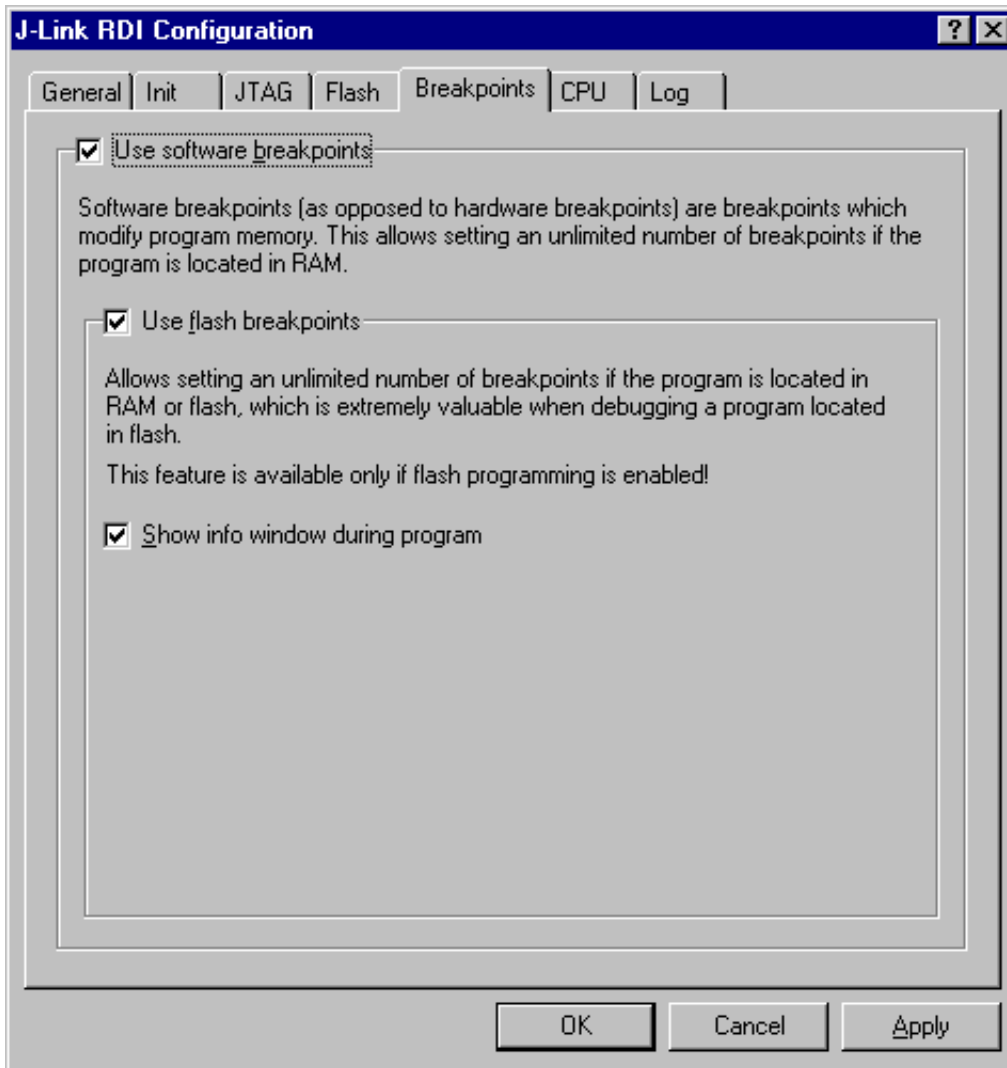 J-Link RDI Configuration
General Init JTAG Flash Breakpoints CPU Log
Use software breakpoints
Software breakpoints (as opposed to hardware breakpoints) are breakpoints which
modify program memory. This allows setting an unlimited number of breakpoints if the
program is located in RAM.
Use flash breakpoints
Allows setting an unlimited number of breakpoints if the program is located in
RAM or flash, which is extremely valuable when debugging a program located
in flash.
This feature is available only if flash programming is enabled!
Show info window during program
OK Cancel Apply